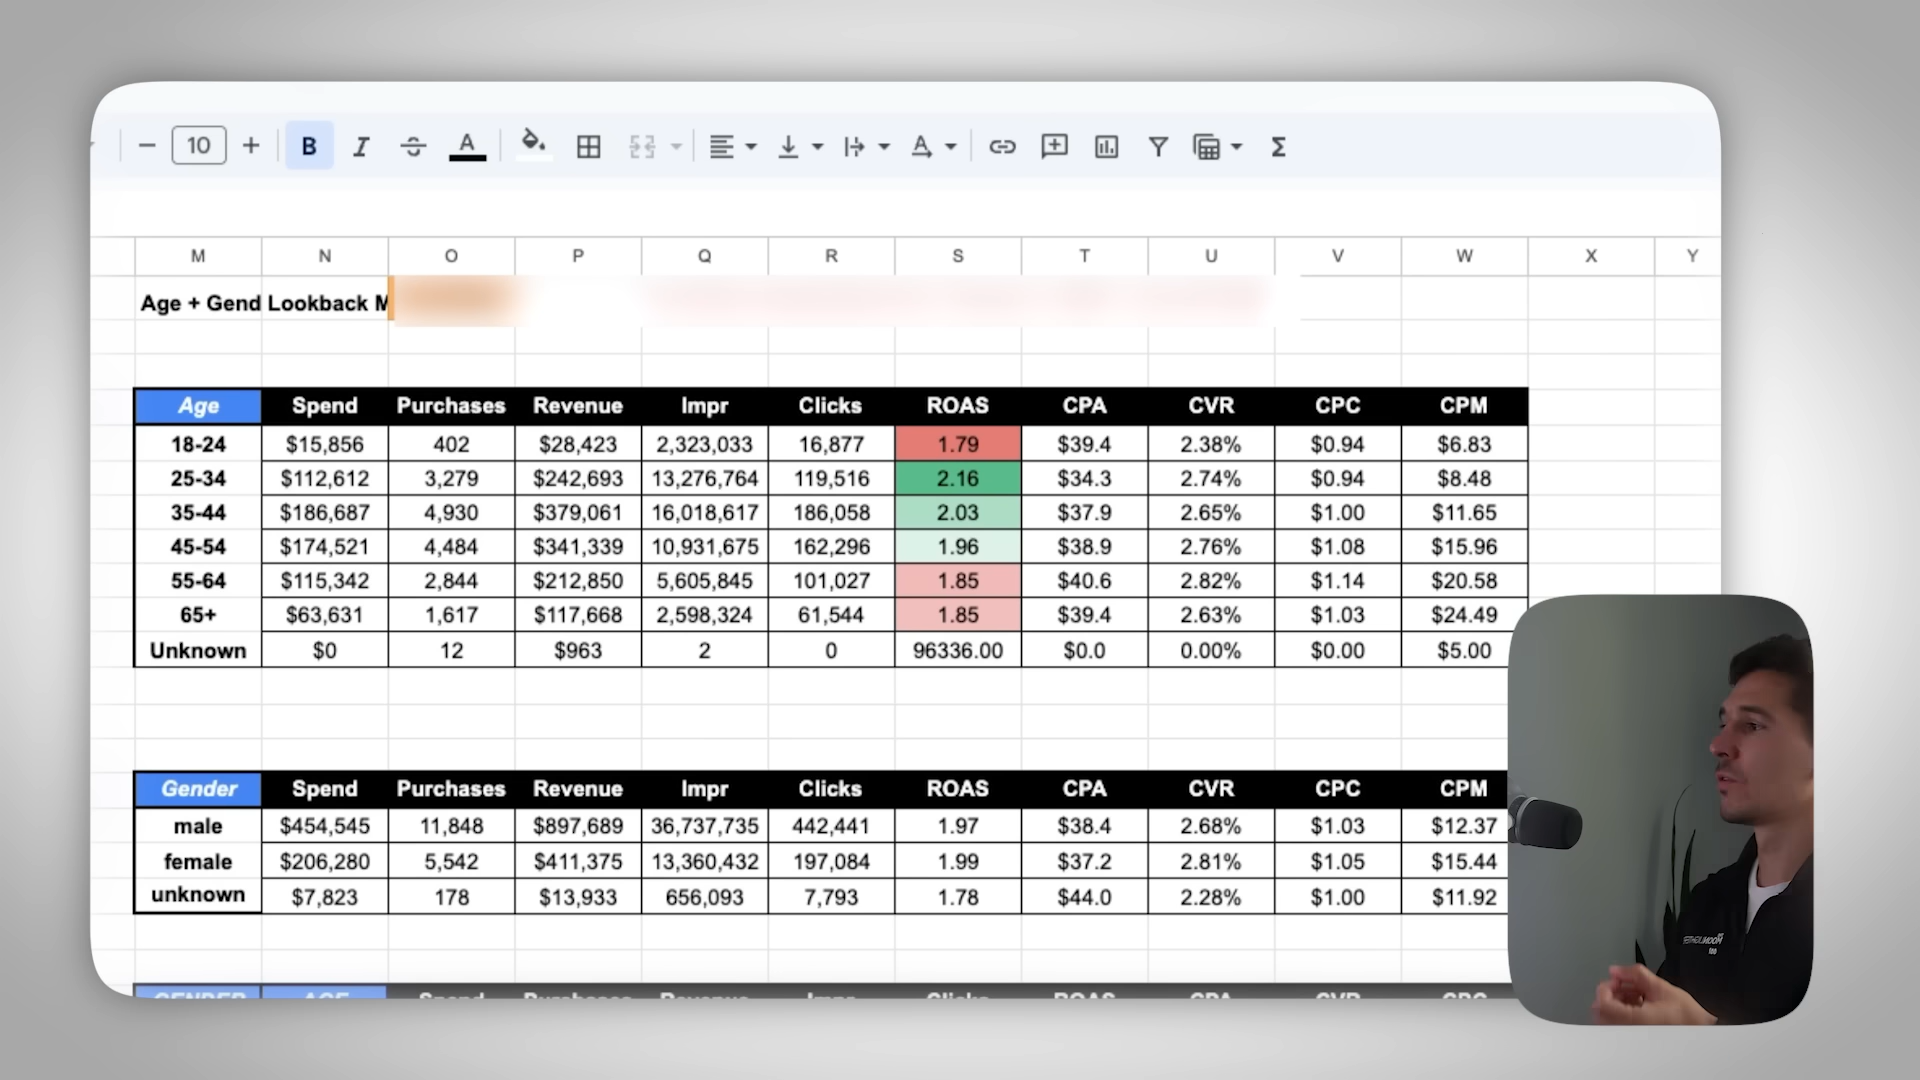 10 B I A A Σ
M N O P Q R S T U V W X Y
Age + Gend Lookback M
Age Spend Purchases Revenue Impr Clicks ROAS CPA CVR CPC CPM
18-24 $15,856 402 $28,423 2,323,033 16,877 1.79 $39.4 2.38% $0.94 $6.83
25-34 $112,612 3,279 $242,693 13,276,764 119,516 2.16 $34.3 2.74% $0.94 $8.48
35-44 $186,687 4,930 $379,061 16,018,617 186,058 2.03 $37.9 2.65% $1.00 $11.65
45-54 $174,521 4,484 $341,339 10,931,675 162,296 1.96 $38.9 2.76% $1.08 $15.96
55-64 $115,342 2,844 $212,850 5,605,845 101,027 1.85 $40.6 2.82% $1.14 $20.58
65+ $63,631 1,617 $117,668 2,598,324 61,544 1.85 $39.4 2.63% $1.03 $24.49
Unknown $0 12 $963 2 0 96336.00 $0.0 0.00% $0.00 $5.00
Gender Spend Purchases Revenue Impr Clicks ROAS CPA CVR CPC CPM
male $454,545 11,848 $897,689 36,737,735 442,441 1.97 $38.4 2.68% $1.03 $12.37
female $206,280 5,542 $411,375 13,360,432 197,084 1.99 $37.2 2.81% $1.05 $15.44
unknown $7,823 178 $13,933 656,093 7,793 1.78 $44.0 2.28% $1.00 $11.92
GENDER AGE Spend Purchases Revenue Impr Clicks ROAS CPA CVR CPC